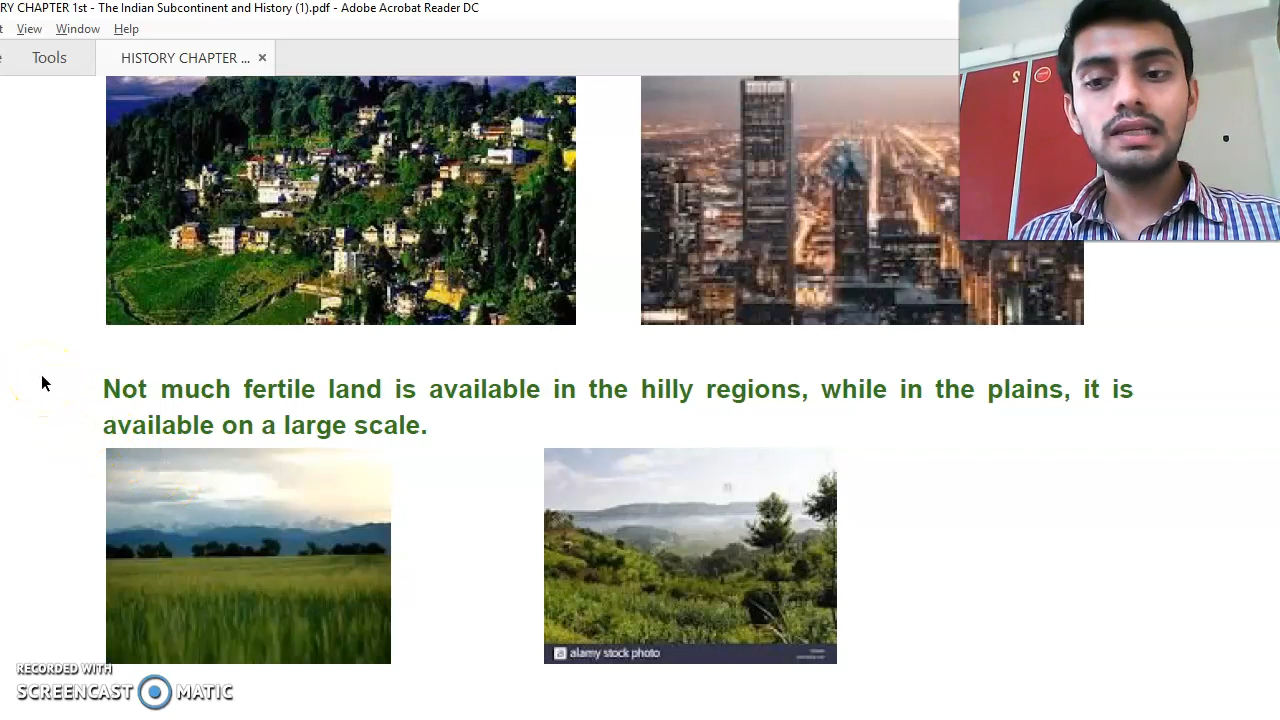 RY CHAPTER 1st - The Indian Subcontinent and History (1).pdf - Adobe Acrobat Reader DC
t View Window Help
e Tools HISTORY CHAPTER ... ×
2
Not much fertile land is available in the hilly regions, while in the plains, it is
available on a large scale.
a alamy stock photo
RECORDED WITH
SCREENCAST MATIC